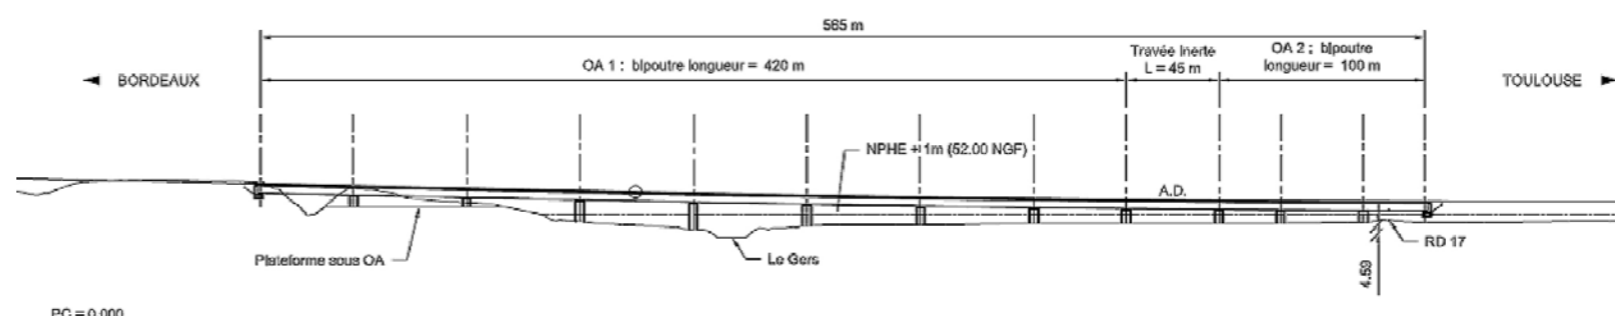 565 m
Travée Inerte
OA 2 ; bipoutre
OA 1 : bipoutre longueur = 420 m
L = 45 m
longueur = 100 m
BORDEAUX
TOULOUSE
NPHE + 1m (52.00 NGF)
A.D.
RD 17
Plateforme sous OA
Le Gers
4.59
PC = 0.000